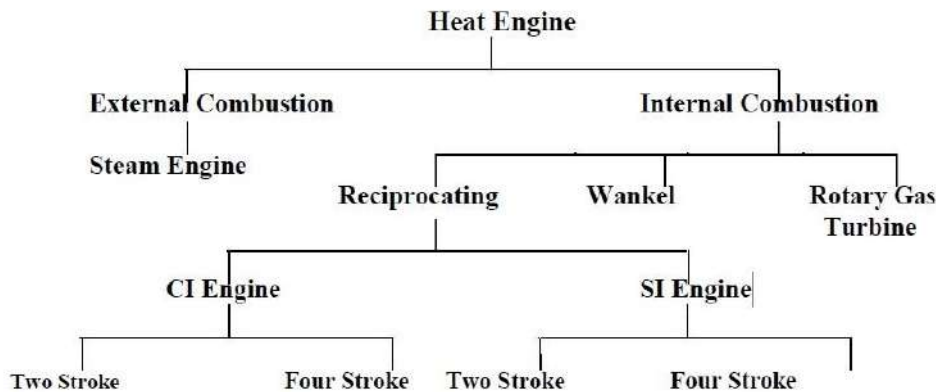 Heat Engine
External Combustion
Internal Combustion
Steam Engine
Reciprocating
Wankel
Rotary Gas
Turbine
CI Engine
SI Engine
Two Stroke
Four Stroke
Two Stroke
Four Stroke